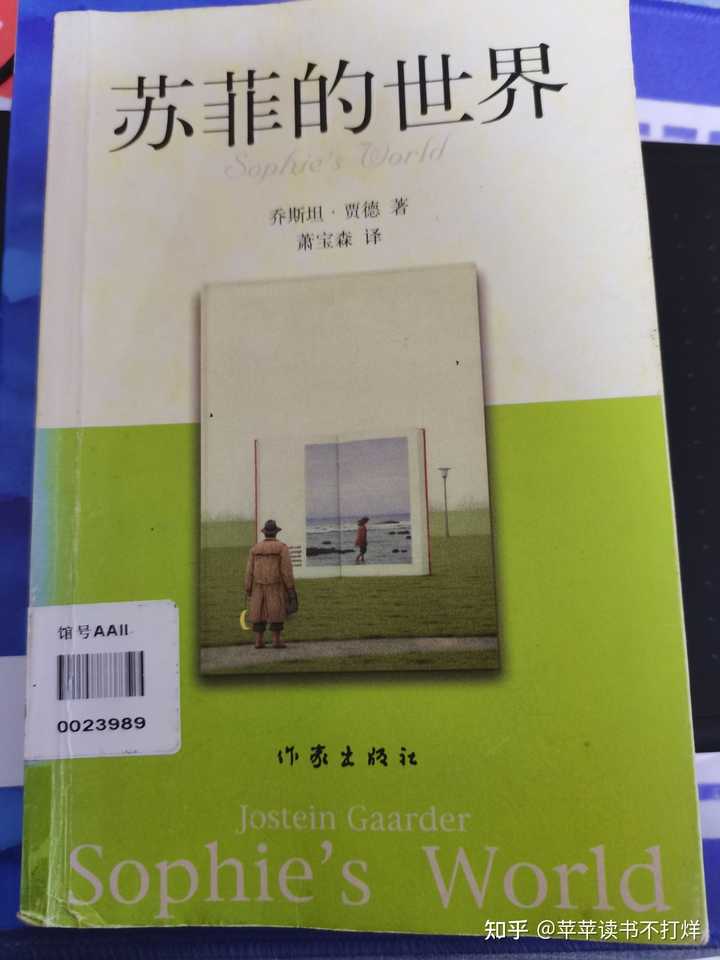 苏菲的世界
Sophie's World
乔斯坦·贾德 著
萧宝森 译
馆号AAII
0023989
作家出版社
Jostein Gaarder
Sophie's World
知乎 @苹苹读书不打烊